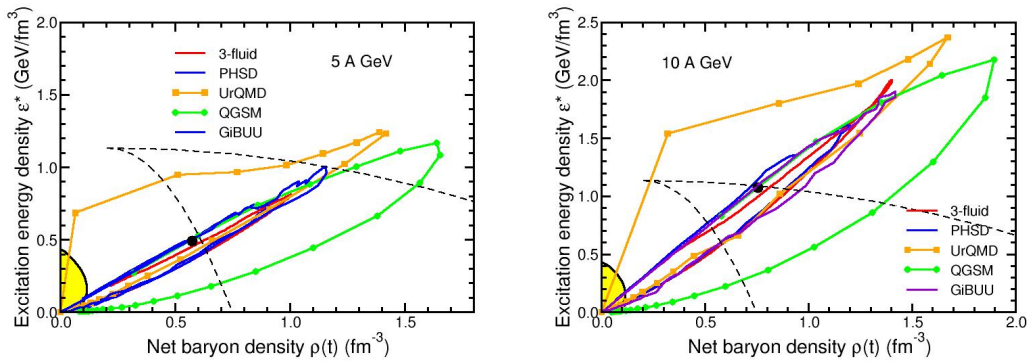 Excitation energy density ε* (GeV/fm³)
2.0
1.5
1.0
0.5
0.0
0.0
0.5
1.0
1.5
Net baryon density ρ(t) (fm⁻³)
5 A GeV
3-fluid
PHSD
UrQMD
QGSM
GiBUU
Excitation energy density ε* (GeV/fm³)
2.5
2.0
1.5
1.0
0.5
0.0
0.0
0.5
1.0
1.5
2.0
Net baryon density ρ(t) (fm⁻³)
10 A GeV
3-fluid
PHSD
UrQMD
QGSM
GiBUU